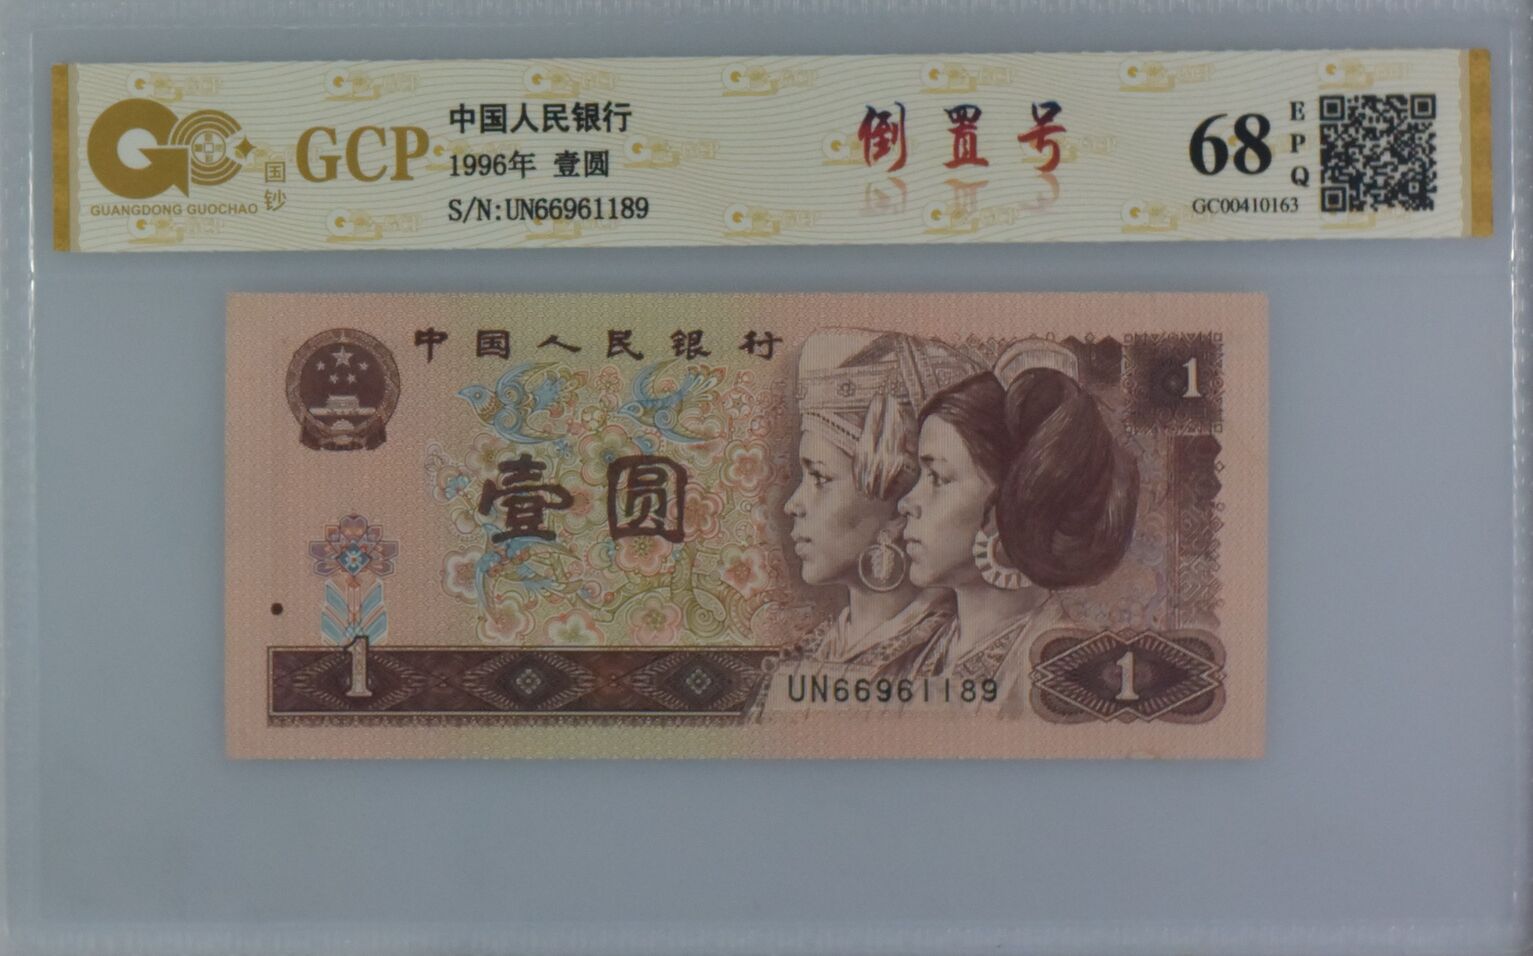 GCP
国钞
GUANGDONG GUOCHAO
中国人民银行
1996年 壹圆
S/N:UN66961189
倒置号
68
EPQ
GC00410163
中国人民银行
1
壹圆
1
UN66961189
1